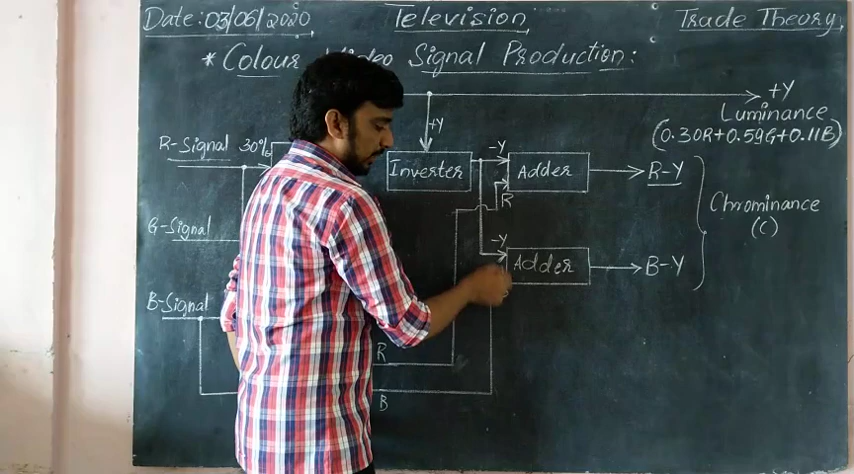 Date: 03/06/2020 Television Trade Theory
* Colour Video Signal Production:
+Y
+Y
Luminance
(0.30R+0.59G+0.11B)
R-Signal 30%
Inverter -Y Adder R-Y
R
Chrominance
(C)
G-Signal
-Y Adder B-Y
B-Signal
R
B